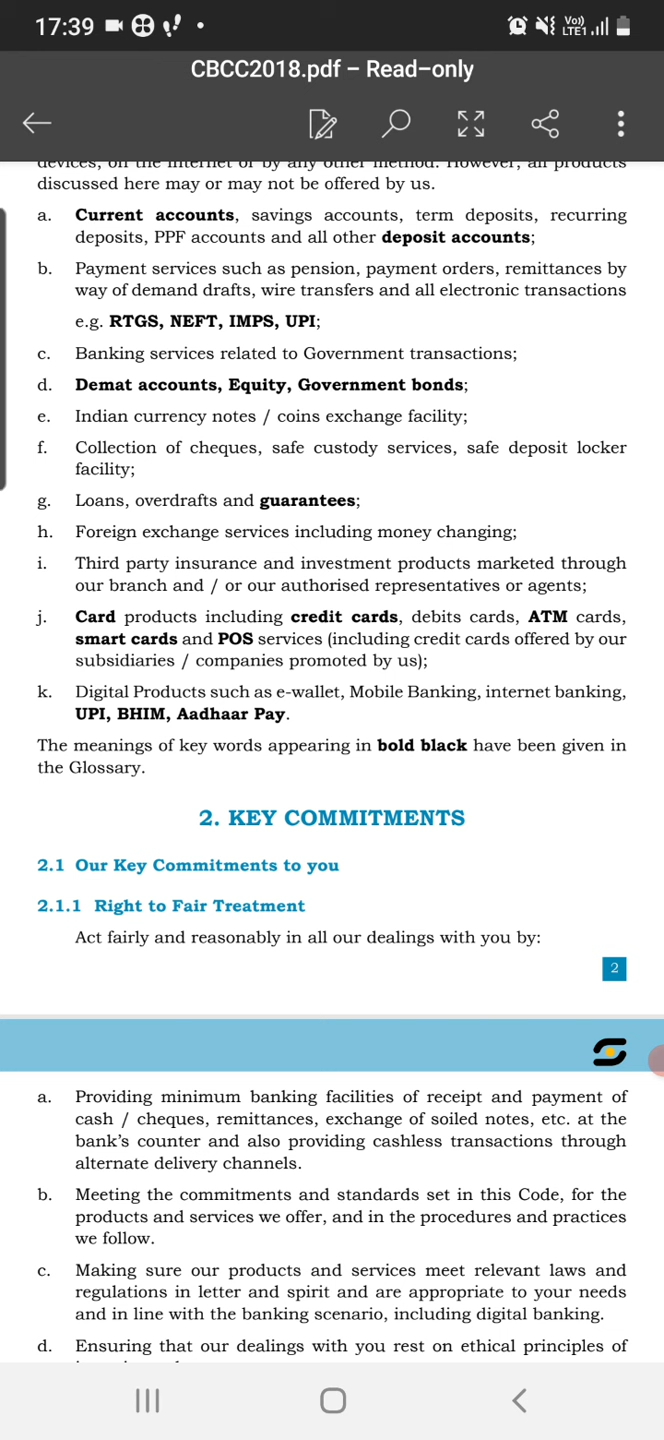 17:39
Vo)) LTE1
CBCC2018.pdf – Read-only
devices, on the internet or by any other method. However, all products
discussed here may or may not be offered by us.
a. Current accounts, savings accounts, term deposits, recurring
deposits, PPF accounts and all other deposit accounts;
b. Payment services such as pension, payment orders, remittances by
way of demand drafts, wire transfers and all electronic transactions
e.g. RTGS, NEFT, IMPS, UPI;
c. Banking services related to Government transactions;
d. Demat accounts, Equity, Government bonds;
e. Indian currency notes / coins exchange facility;
f. Collection of cheques, safe custody services, safe deposit locker
facility;
g. Loans, overdrafts and guarantees;
h. Foreign exchange services including money changing;
i. Third party insurance and investment products marketed through
our branch and / or our authorised representatives or agents;
j. Card products including credit cards, debits cards, ATM cards,
smart cards and POS services (including credit cards offered by our
subsidiaries / companies promoted by us);
k. Digital Products such as e-wallet, Mobile Banking, internet banking,
UPI, BHIM, Aadhaar Pay.
The meanings of key words appearing in bold black have been given in
the Glossary.
2. KEY COMMITMENTS
2.1 Our Key Commitments to you
2.1.1 Right to Fair Treatment
Act fairly and reasonably in all our dealings with you by:
2
a. Providing minimum banking facilities of receipt and payment of
cash / cheques, remittances, exchange of soiled notes, etc. at the
bank's counter and also providing cashless transactions through
alternate delivery channels.
b. Meeting the commitments and standards set in this Code, for the
products and services we offer, and in the procedures and practices
we follow.
c. Making sure our products and services meet relevant laws and
regulations in letter and spirit and are appropriate to your needs
and in line with the banking scenario, including digital banking.
d. Ensuring that our dealings with you rest on ethical principles of